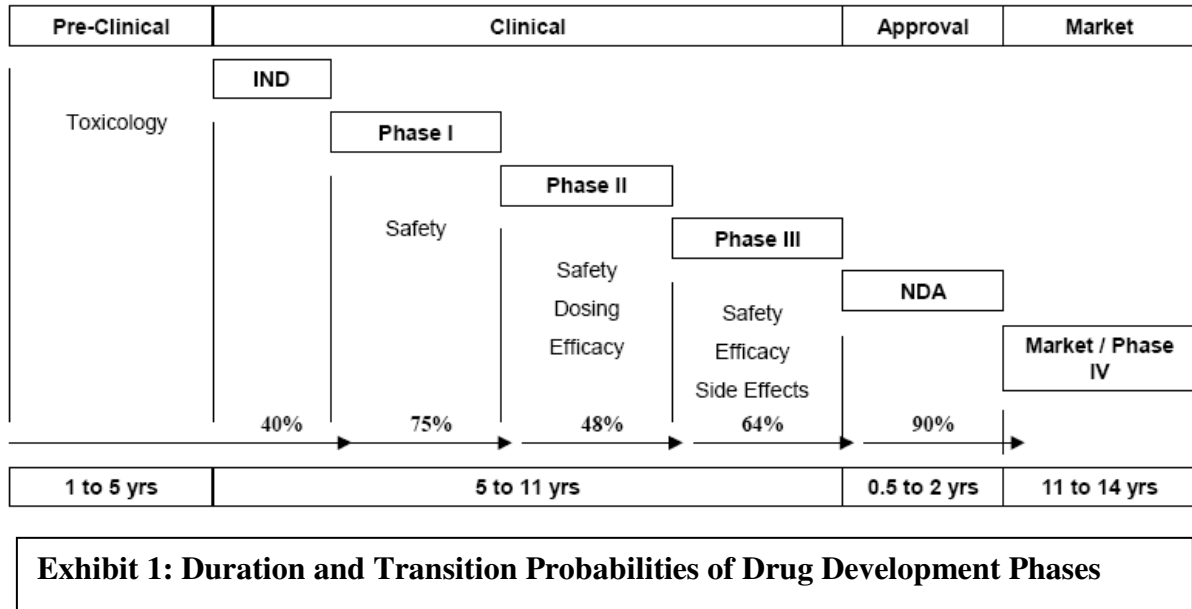 Pre-Clinical Clinical Approval Market
IND
Toxicology
Phase I
Phase II
Safety
Phase III
Safety
NDA
Dosing
Safety
Efficacy
Efficacy
Market / Phase
IV
Side Effects
40% 75% 48% 64% 90%
1 to 5 yrs 5 to 11 yrs 0.5 to 2 yrs 11 to 14 yrs
Exhibit 1: Duration and Transition Probabilities of Drug Development Phases